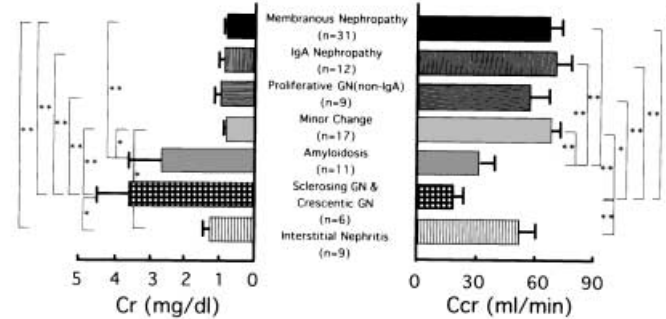 Membranous Nephropathy
(n=31)
IgA Nephropathy
(n=12)
Proliferative GN(non-IgA)
(n=9)
Minor Change
(n=17)
Amyloidosis
(n=11)
Sclerosing GN &
Crescentic GN
(n=6)
Interstitial Nephritis
(n=9)
5 4 3 2 1 0
Cr (mg/dl)
0 30 60 90
Ccr (ml/min)